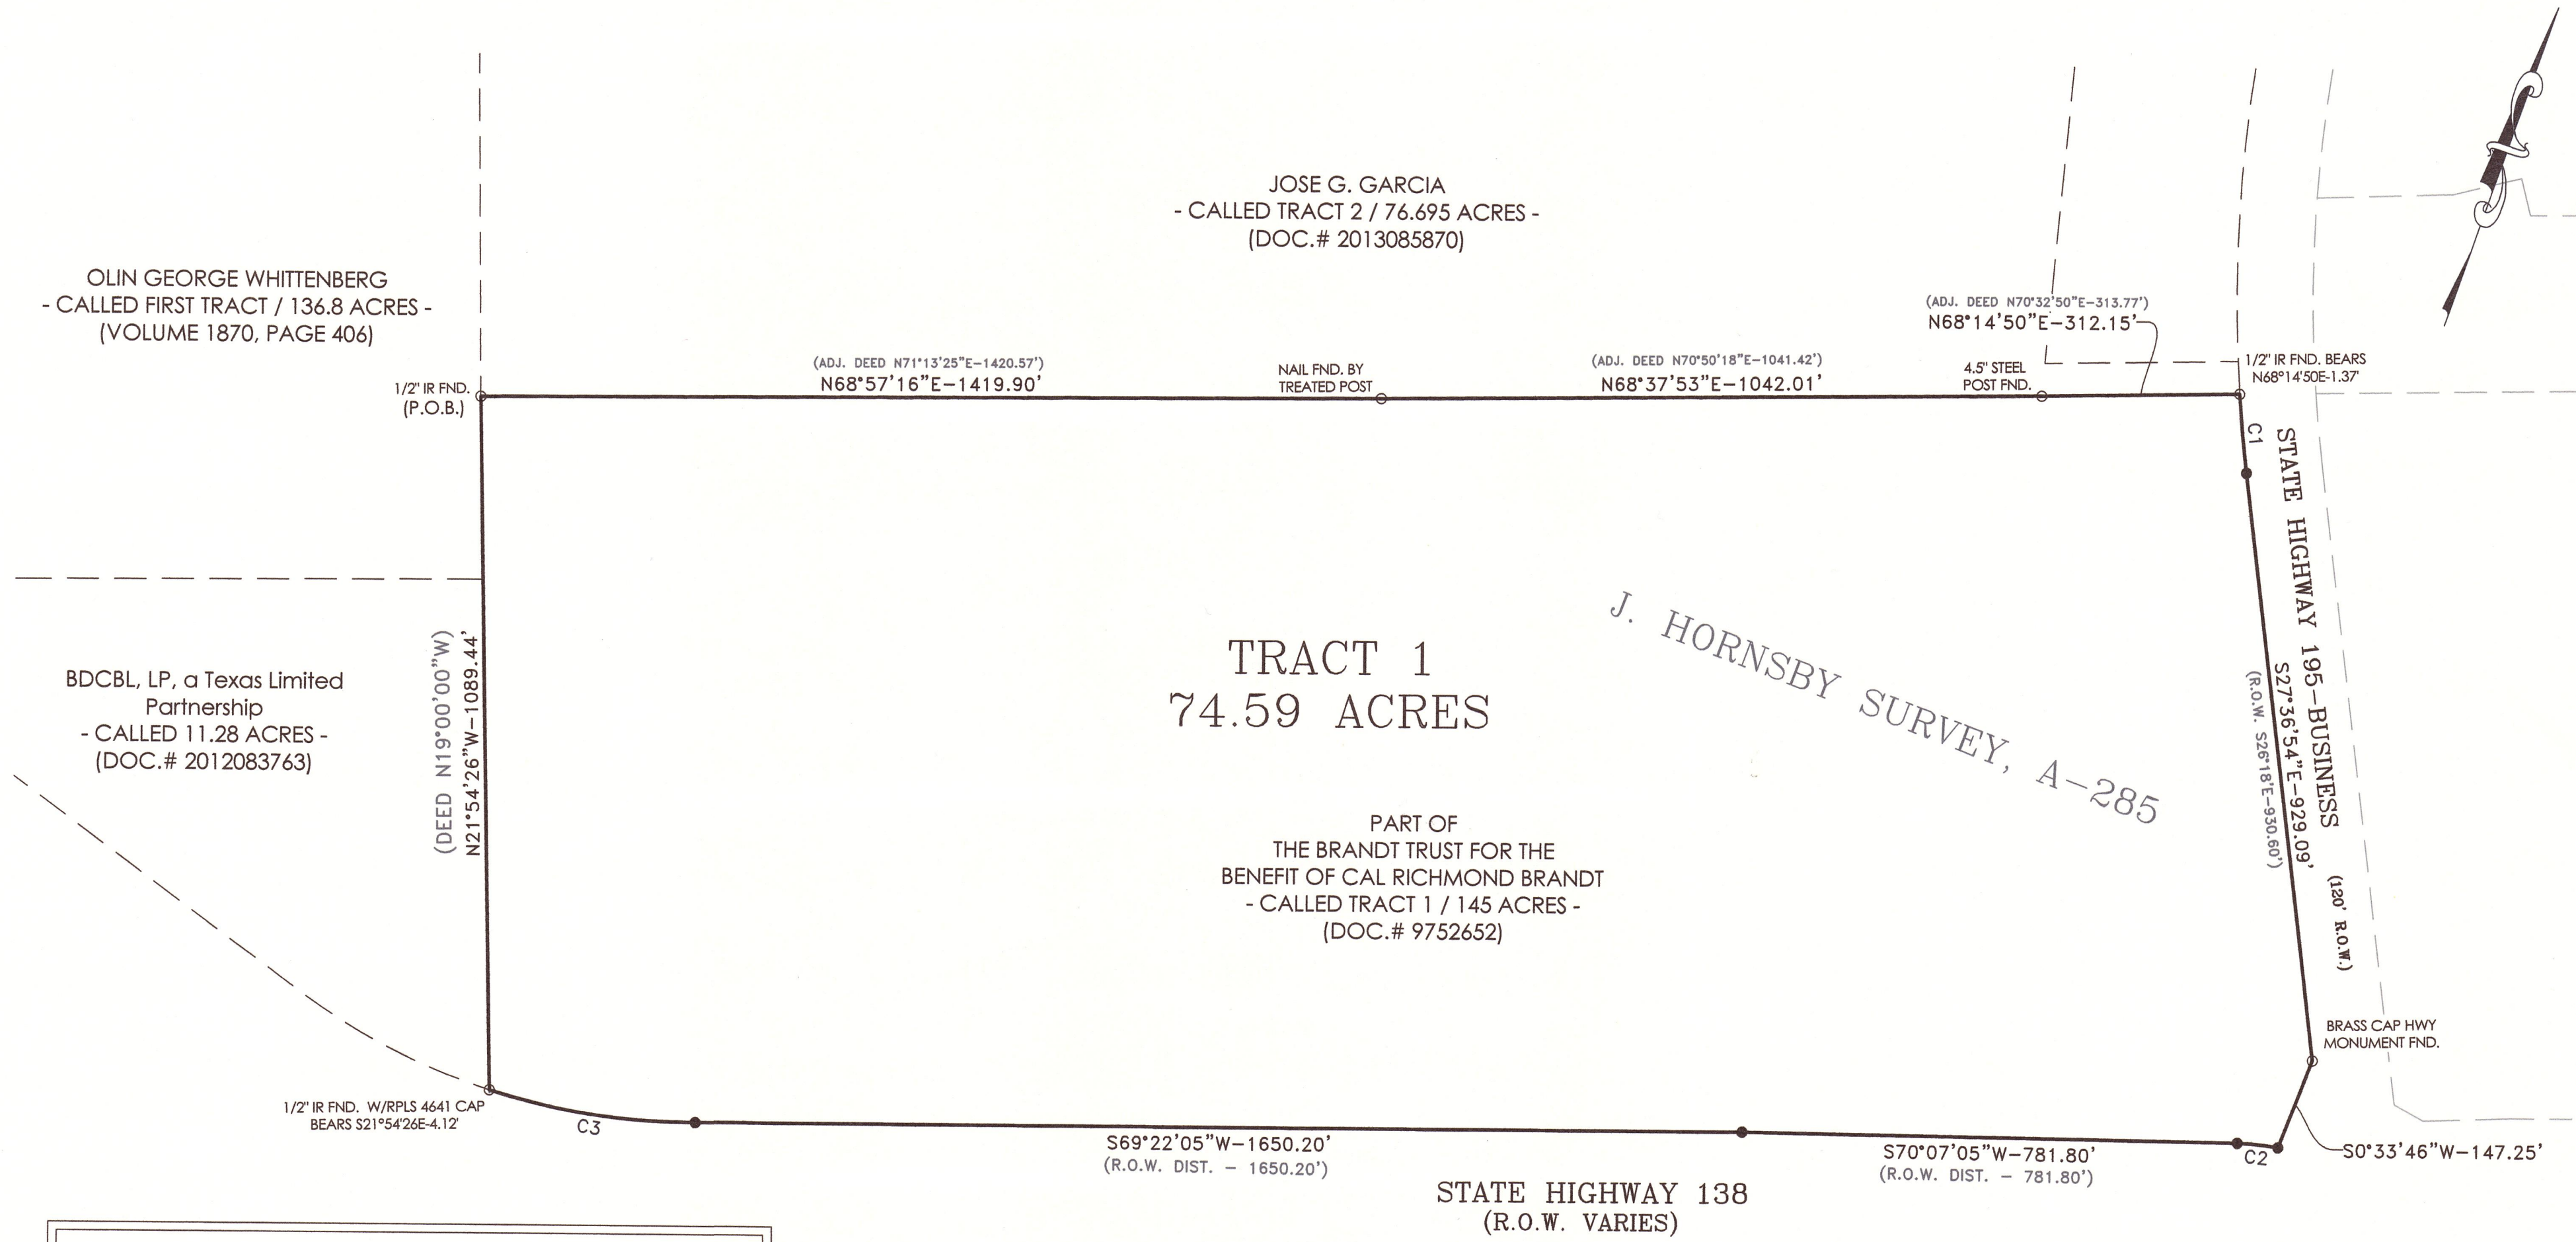 JOSE G. GARCIA
- CALLED TRACT 2 / 76.695 ACRES -
(DOC.# 2013085870)
OLIN GEORGE WHITTENBERG
- CALLED FIRST TRACT / 136.8 ACRES -
(VOLUME 1870, PAGE 406)
(ADJ. DEED N70°32'50"E-313.77')
N68°14'50"E-312.15'
(ADJ. DEED N71°13'25"E-1420.57')
N68°57'16"E-1419.90'
NAIL FND. BY
TREATED POST
(ADJ. DEED N70°50'18"E-1041.42')
N68°37'53"E-1042.01'
4.5" STEEL
POST FND.
1/2" IR FND. BEARS
N68°14'50E-1.37'
1/2" IR FND.
(P.O.B.)
C1
STATE HIGHWAY 195-BUSINESS
(120' R.O.W.)
S27°36'54"E-929.09'
(R.O.W. S26°18'E-930.60')
J. HORNSBY SURVEY, A-285
TRACT 1
74.59 ACRES
(DEED N19°00'00"W)
N21°54'26"W-1089.44'
BDCBL, LP, a Texas Limited
Partnership
- CALLED 11.28 ACRES -
(DOC.# 2012083763)
PART OF
THE BRANDT TRUST FOR THE
BENEFIT OF CAL RICHMOND BRANDT
- CALLED TRACT 1 / 145 ACRES -
(DOC.# 9752652)
BRASS CAP HWY
MONUMENT FND.
1/2" IR FND. W/RPLS 4641 CAP
BEARS S21°54'26E-4.12'
C3
S69°22'05"W-1650.20'
(R.O.W. DIST. - 1650.20')
S70°07'05"W-781.80'
(R.O.W. DIST. - 781.80')
C2
S0°33'46"W-147.25'
STATE HIGHWAY 138
(R.O.W. VARIES)